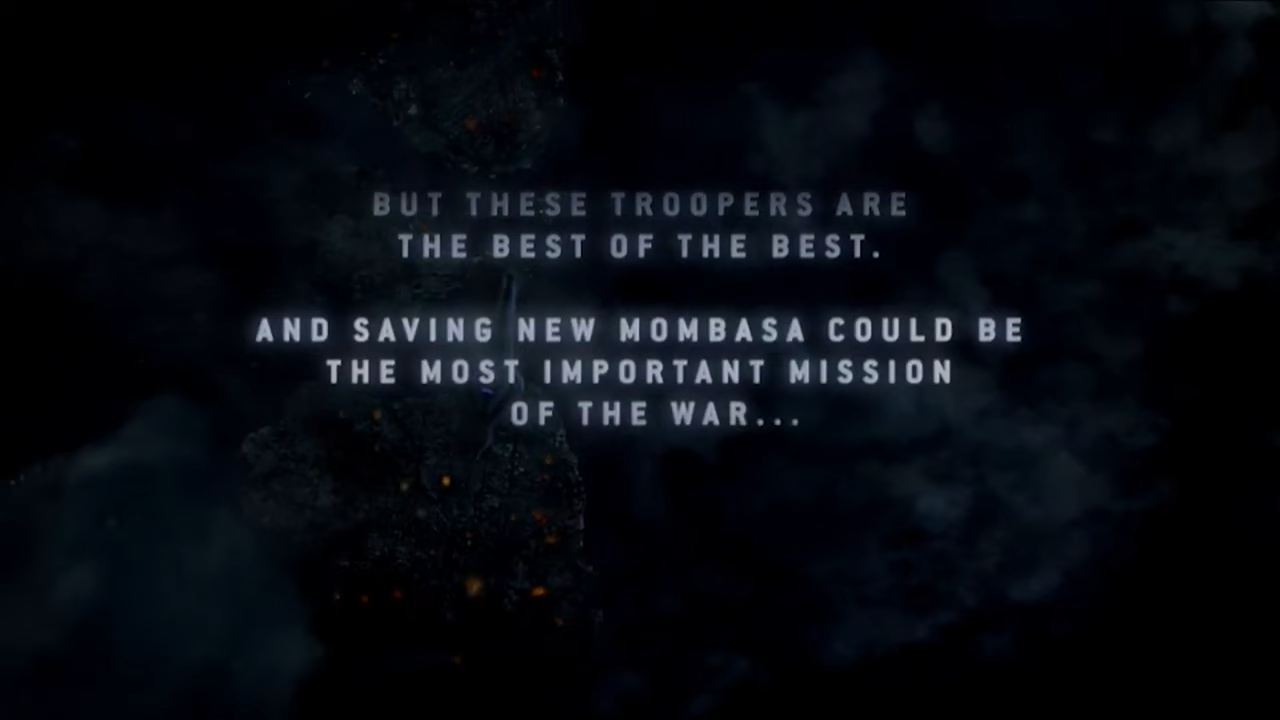 BUT THESE TROOPERS ARE
THE BEST OF THE BEST.
AND SAVING NEW MOMBASA COULD BE
THE MOST IMPORTANT MISSION
OF THE WAR...